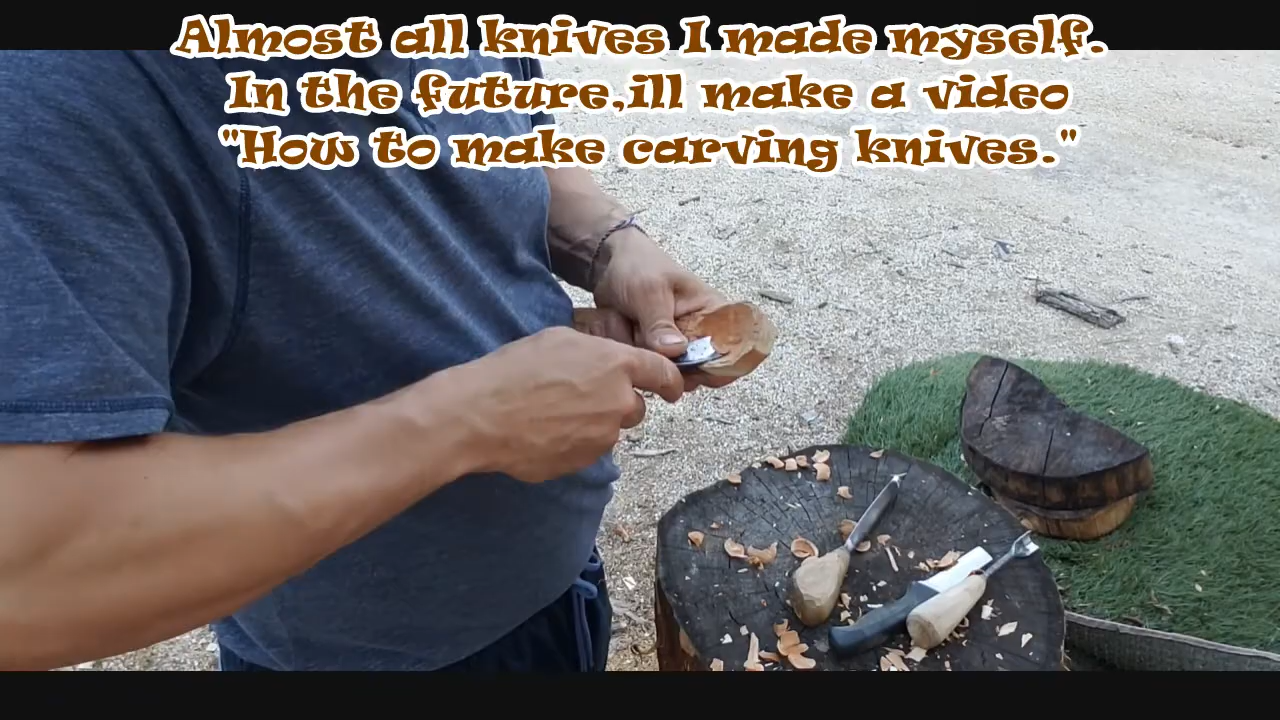 Almost all knives I made myself.
In the future,ill make a video
"How to make carving knives."